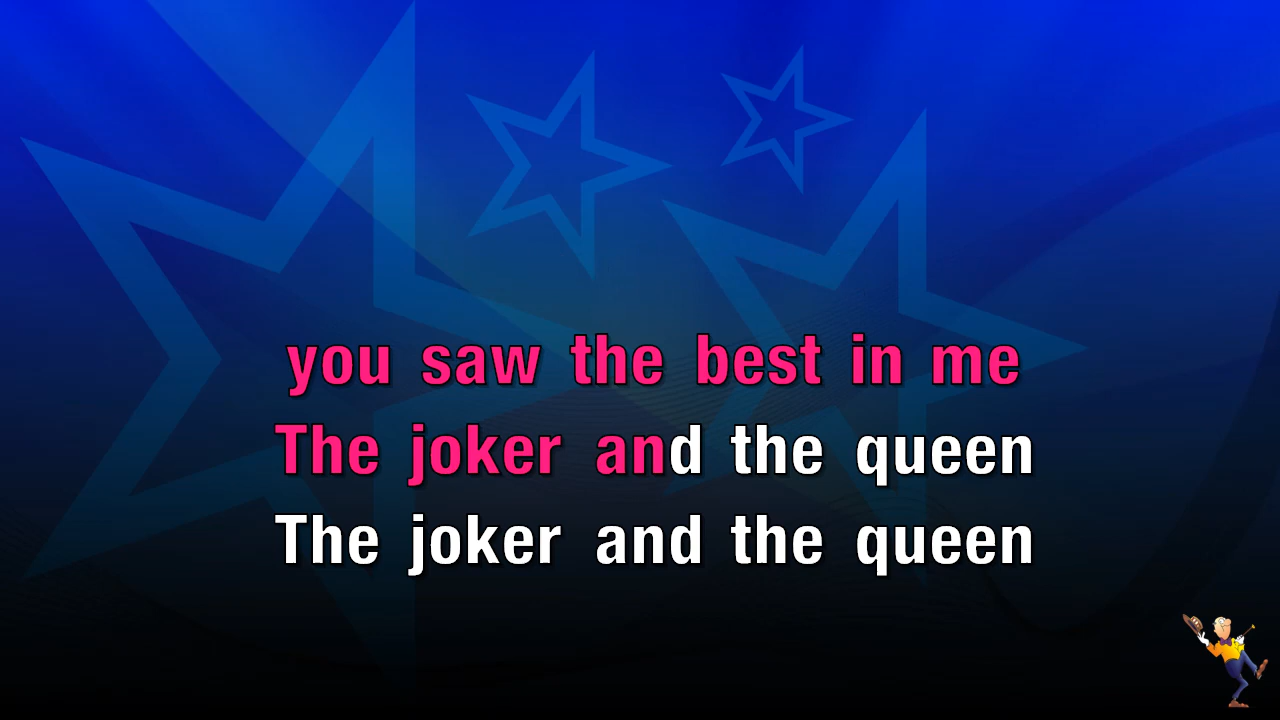 you saw the best in me
The joker and the queen
The joker and the queen